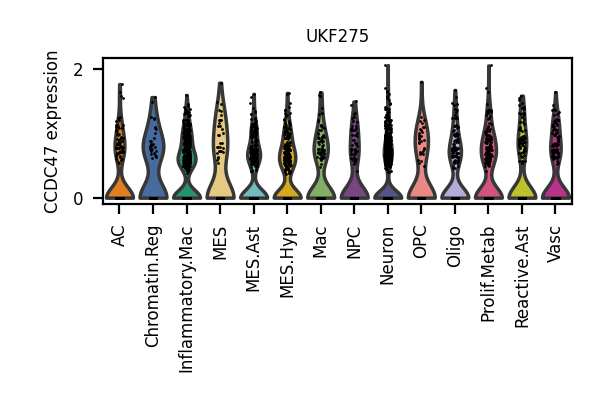 UKF275
CCDC47 expression
2
0
AC
Chromatin.Reg
Inflammatory.Mac
MES
MES.Ast
MES.Hyp
Mac
NPC
Neuron
OPC
Oligo
Prolif.Metab
Reactive.Ast
Vasc